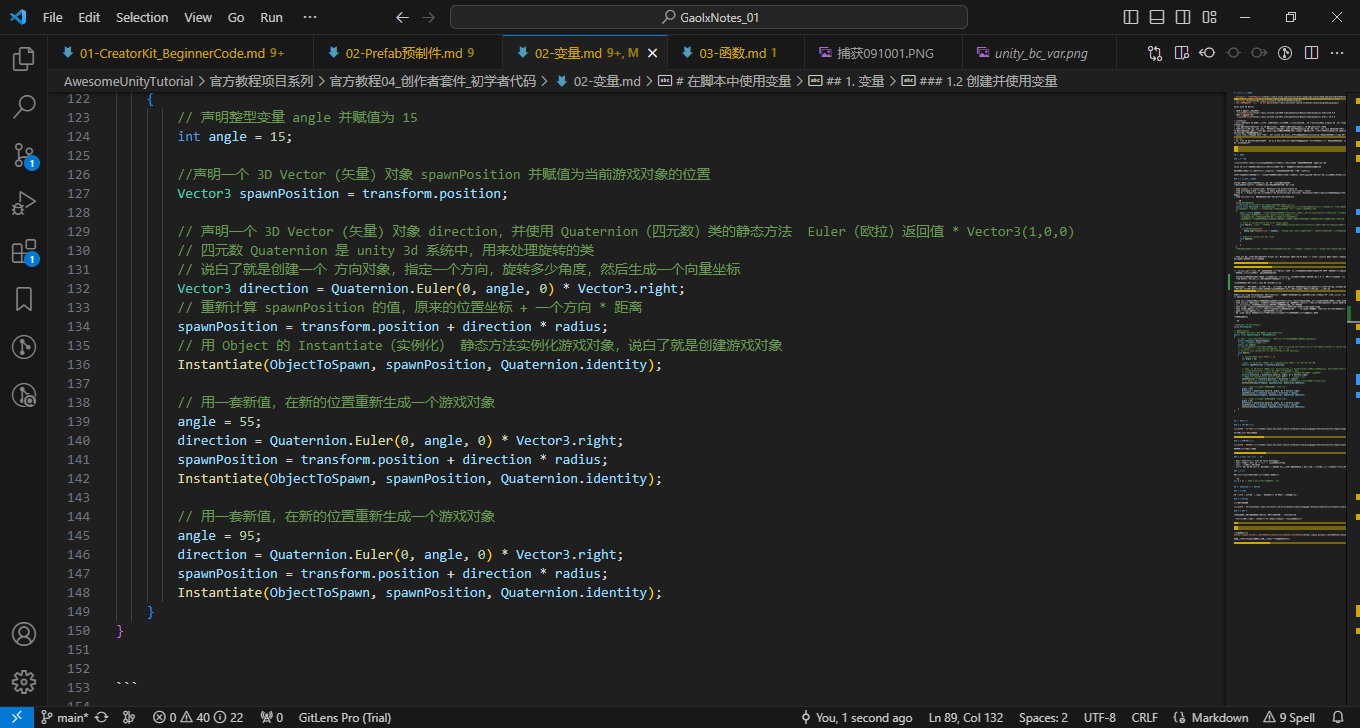 File Edit Selection View Go Run ··· GaolxNotes_01
01-CreatorKit_BeginnerCode.md 9+ 02-Prefab预制件.md 9 02-变量.md 9+, M 03-函数.md 1 捕获091001.PNG unity_bc_var.png
AwesomeUnityTutorial > 官方教程项目系列 > 官方教程04_创作者套件_初学者代码 > 02-变量.md > # 在脚本中使用变量 > ## 1. 变量 > ### 1.2 创建并使用变量
122 {
123 // 声明整型变量 angle 并赋值为 15
124 int angle = 15;
125
126 //声明一个 3D Vector（矢量）对象 spawnPosition 并赋值为当前游戏对象的位置
127 Vector3 spawnPosition = transform.position;
128
129 // 声明一个 3D Vector（矢量）对象 direction，并使用 Quaternion（四元数）类的静态方法  Euler（欧拉）返回值 * Vector3(1,0,0)
130 // 四元数 Quaternion 是 unity 3d 系统中，用来处理旋转的类
131 // 说白了就是创建一个 方向对象，指定一个方向，旋转多少角度，然后生成一个向量坐标
132 Vector3 direction = Quaternion.Euler(0, angle, 0) * Vector3.right;
133 // 重新计算 spawnPosition 的值，原来的位置坐标 + 一个方向 * 距离
134 spawnPosition = transform.position + direction * radius;
135 // 用 Object 的 Instantiate（实例化） 静态方法实例化游戏对象，说白了就是创建游戏对象
136 Instantiate(ObjectToSpawn, spawnPosition, Quaternion.identity);
137
138 // 用一套新值，在新的位置重新生成一个游戏对象
139 angle = 55;
140 direction = Quaternion.Euler(0, angle, 0) * Vector3.right;
141 spawnPosition = transform.position + direction * radius;
142 Instantiate(ObjectToSpawn, spawnPosition, Quaternion.identity);
143
144 // 用一套新值，在新的位置重新生成一个游戏对象
145 angle = 95;
146 direction = Quaternion.Euler(0, angle, 0) * Vector3.right;
147 spawnPosition = transform.position + direction * radius;
148 Instantiate(ObjectToSpawn, spawnPosition, Quaternion.identity);
149 }
150 }
151
152
153 ```
154
1
1
main* 0 40 22 0 GitLens Pro (Trial) You, 1 second ago Ln 89, Col 132 Spaces: 2 UTF-8 CRLF Markdown 9 Spell